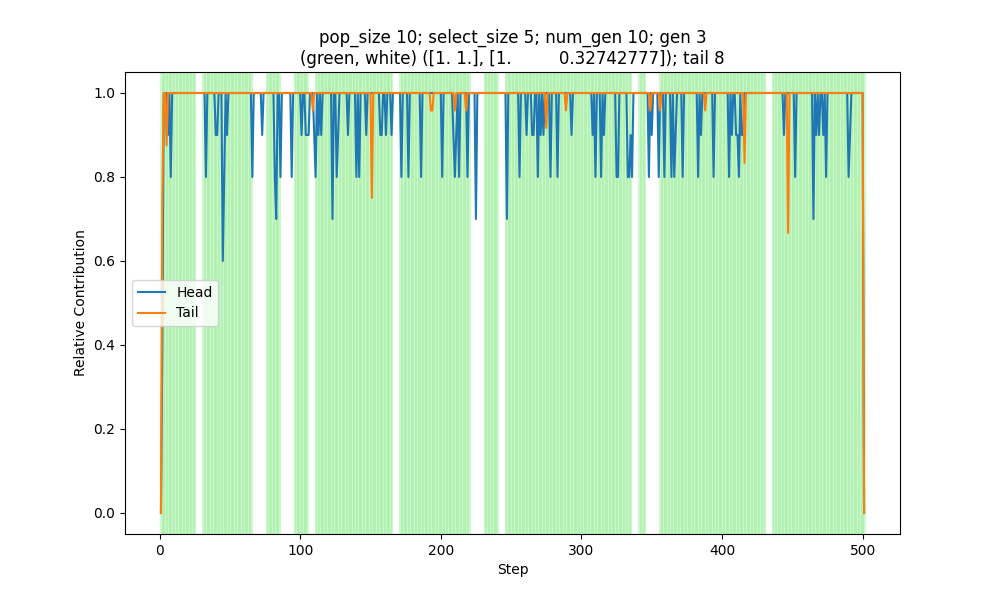 pop_size 10; select_size 5; num_gen 10; gen 3
(green, white) ([1. 1.], [1.         0.32742777]); tail 8
1.0
0.8
0.6
0.4
0.2
0.0
Relative Contribution
Head
Tail
0 100 200 300 400 500
Step